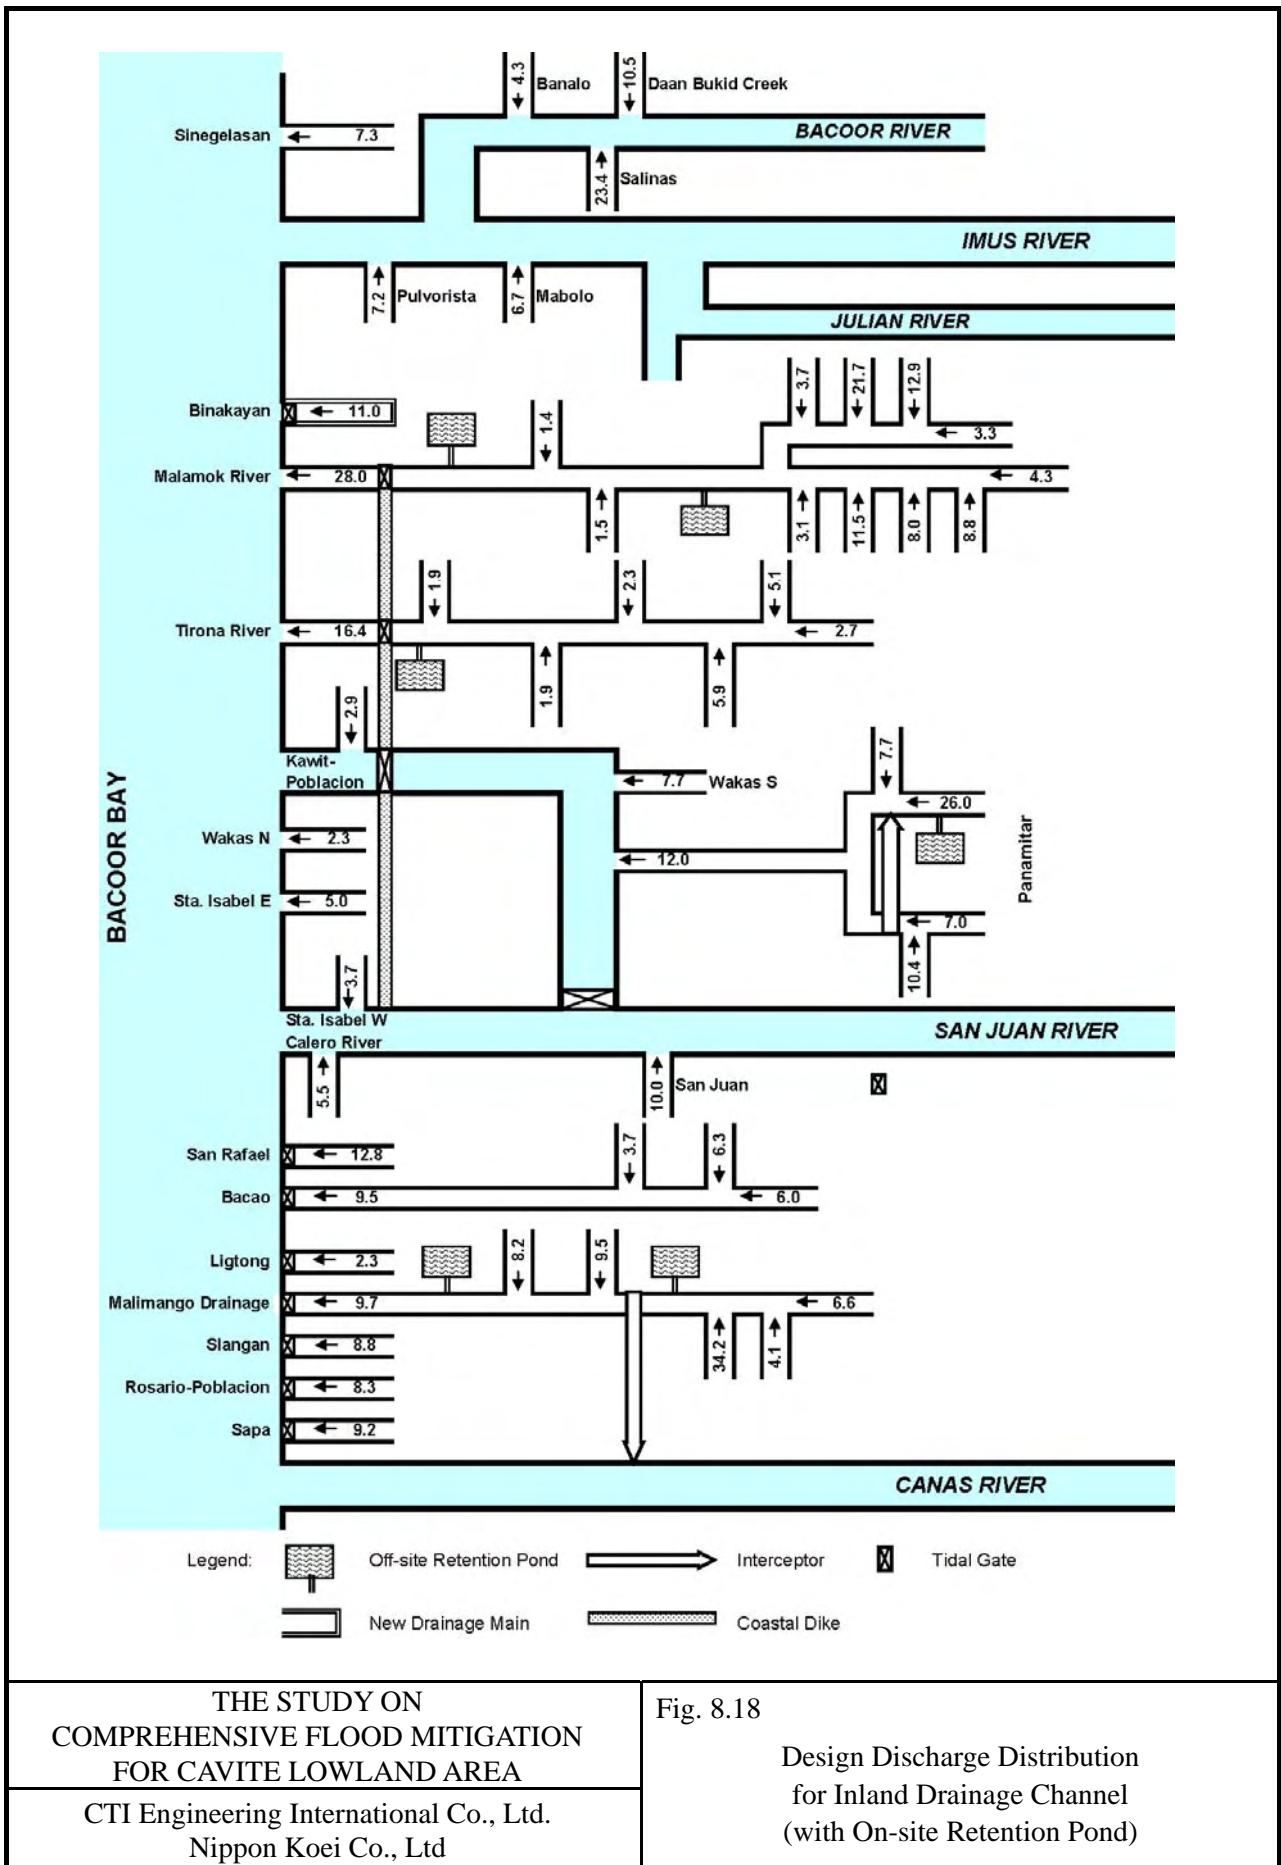 4.3
Banalo
10.5
Daan Bukid Creek
Sinegelasan
7.3
BACOOR RIVER
23.4
Salinas
IMUS RIVER
7.2
Pulvorista
6.7
Mabolo
JULIAN RIVER
3.7
21.7
12.9
Binakayan
11.0
1.4
3.3
Malamok River
28.0
4.3
1.5
3.1
11.5
8.0
8.8
1.9
2.3
5.1
Tirona River
16.4
2.7
1.9
5.9
2.9
7.7
Kawit-
Poblacion
7.7
Wakas S
26.0
BACOOR BAY
Wakas N
2.3
12.0
Panamitar
Sta. Isabel E
5.0
7.0
3.7
10.4
Sta. Isabel W
Calero River
SAN JUAN RIVER
5.5
10.0
San Juan
San Rafael
12.8
3.7
6.3
Bacao
9.5
6.0
Ligtong
2.3
8.2
9.5
Malimango Drainage
9.7
6.6
Slangan
8.8
34.2
4.1
Rosario-Poblacion
8.3
Sapa
9.2
CANAS RIVER
Legend:
Off-site Retention Pond
Interceptor
Tidal Gate
New Drainage Main
Coastal Dike
THE STUDY ON
COMPREHENSIVE FLOOD MITIGATION
FOR CAVITE LOWLAND AREA
CTI Engineering International Co., Ltd.
Nippon Koei Co., Ltd
Fig. 8.18
Design Discharge Distribution
for Inland Drainage Channel
(with On-site Retention Pond)